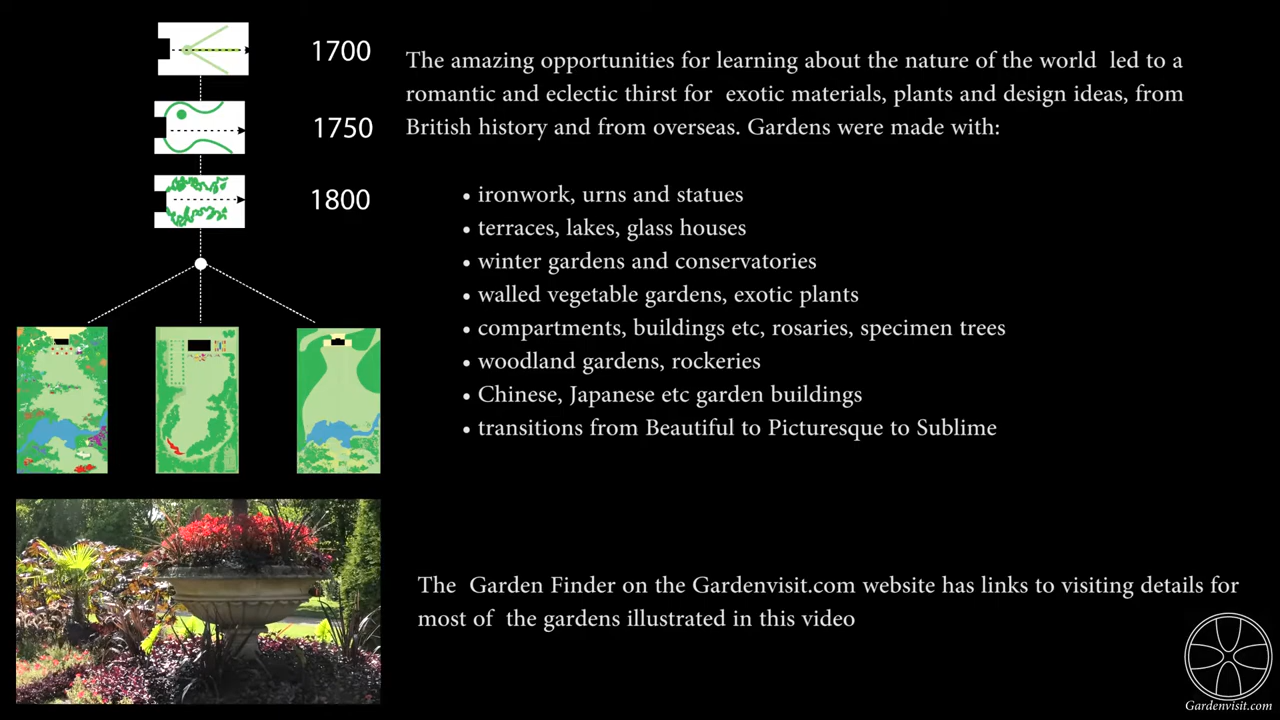 1700
1750
1800
The amazing opportunities for learning about the nature of the world led to a
romantic and eclectic thirst for exotic materials, plants and design ideas, from
British history and from overseas. Gardens were made with:
• ironwork, urns and statues
• terraces, lakes, glass houses
• winter gardens and conservatories
• walled vegetable gardens, exotic plants
• compartments, buildings etc, rosaries, specimen trees
• woodland gardens, rockeries
• Chinese, Japanese etc garden buildings
• transitions from Beautiful to Picturesque to Sublime
The Garden Finder on the Gardenvisit.com website has links to visiting details for
most of the gardens illustrated in this video
Gardenvisit.com